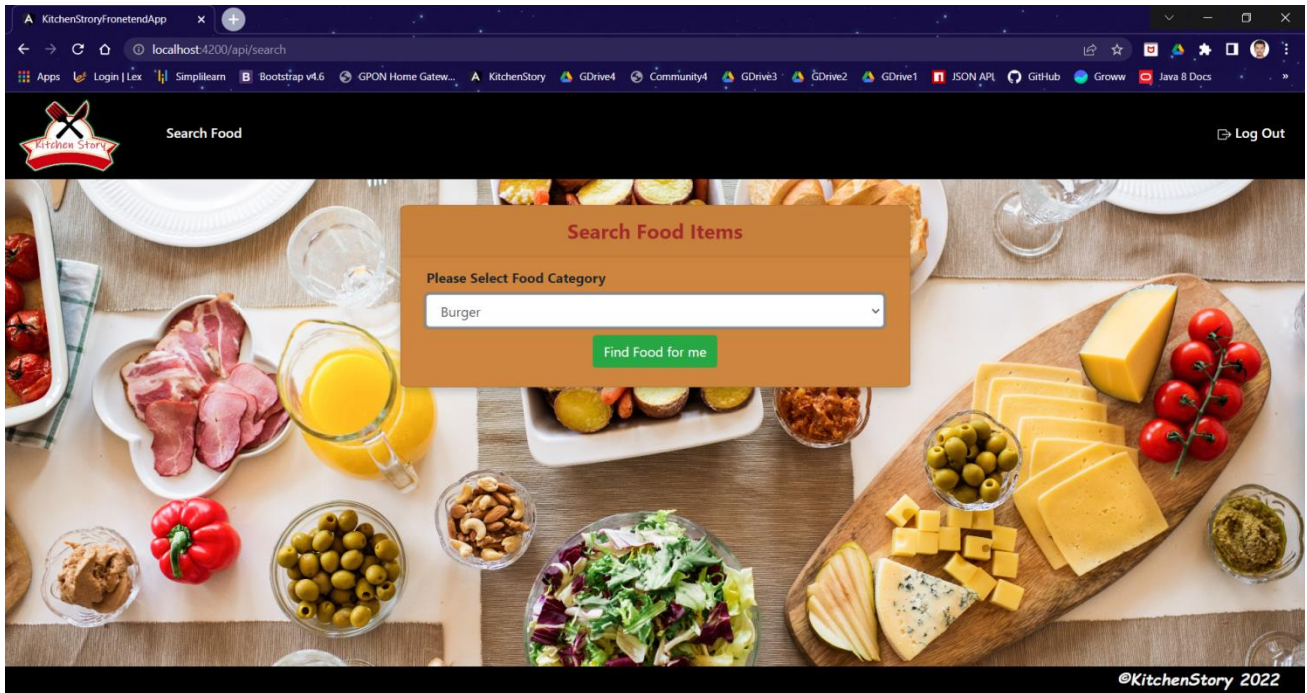 KitchenStroryFronetendApp
localhost:4200/api/search
Apps Login | Lex Simplilearn B Bootstrap v4.6 GPON Home Gatew... KitchenStory GDrive4 Community4 GDrive3 GDrive2 GDrive1 JSON API, GitHub Groww Java 8 Docs »
Kitchen Story
Search Food
Log Out
Search Food Items
Please Select Food Category
Burger
Find Food for me
©KitchenStory 2022